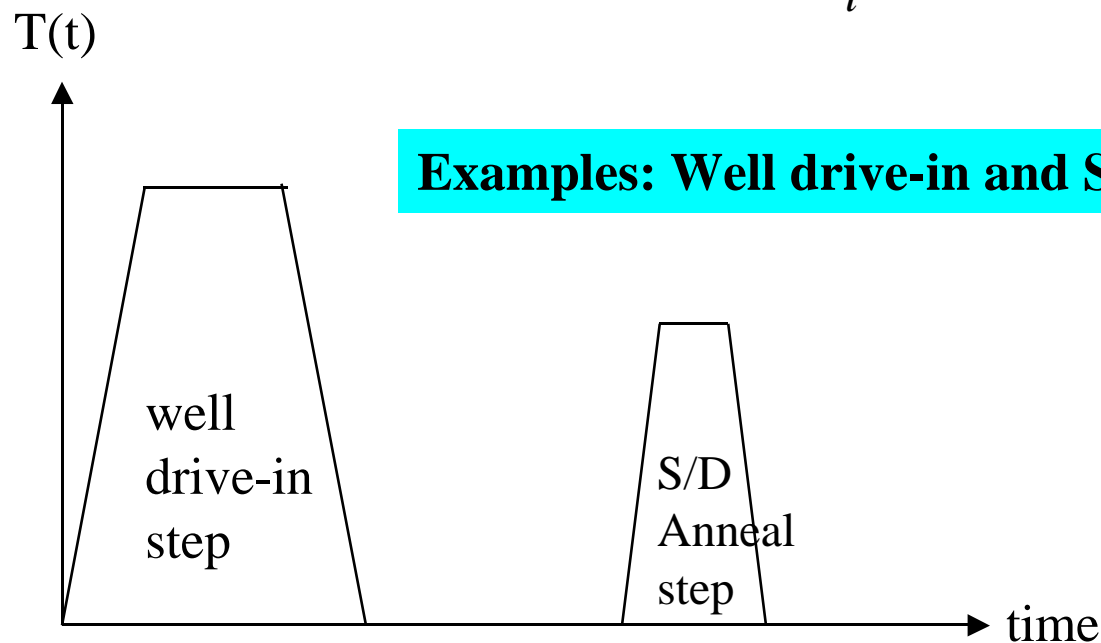 i
T(t)
Examples: Well drive-in and S
well
drive-in
step
S/D
Anneal
step
time